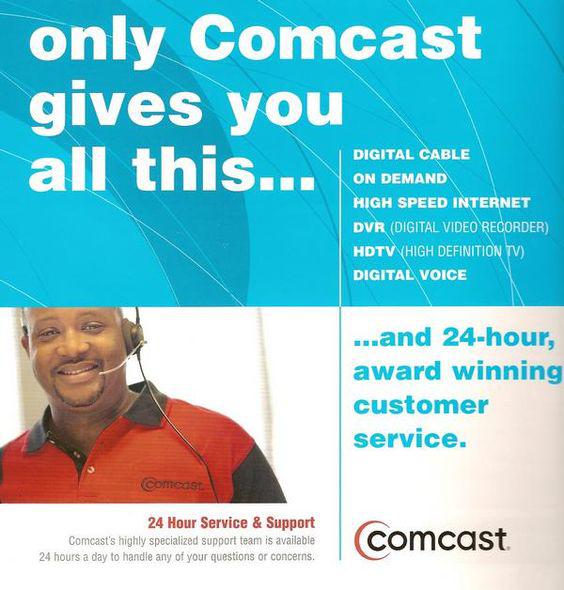 only Comcast
gives you
all this...
DIGITAL CABLE
ON DEMAND
HIGH SPEED INTERNET
DVR (DIGITAL VIDEO RECORDER)
HDTV (HIGH DEFINITION TV)
DIGITAL VOICE
...and 24-hour,
award winning
customer
service.
comcast.
24 Hour Service & Support
Comcast's highly specialized support team is available
24 hours a day to handle any of your questions or concerns.
comcast.